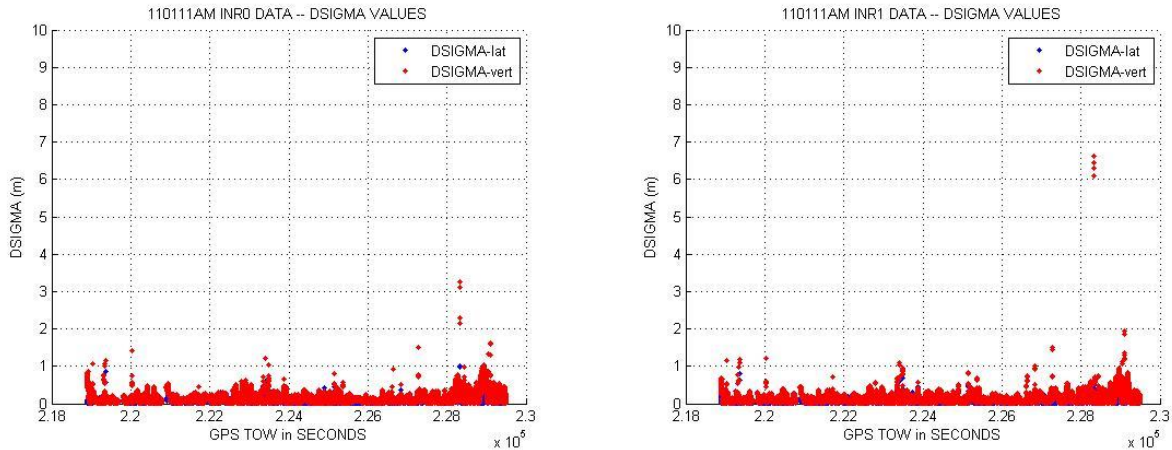 110111AM INR0 DATA -- DSIGMA VALUES
10
9
8
7
6
5
4
3
2
1
0
DSIGMA (m)
DSIGMA-lat
DSIGMA-vert
2.18 2.2 2.22 2.24 2.26 2.28 2.3
GPS TOW in SECONDS
x 10^5
110111AM INR1 DATA -- DSIGMA VALUES
10
9
8
7
6
5
4
3
2
1
0
DSIGMA (m)
DSIGMA-lat
DSIGMA-vert
2.18 2.2 2.22 2.24 2.26 2.28 2.3
GPS TOW in SECONDS
x 10^5